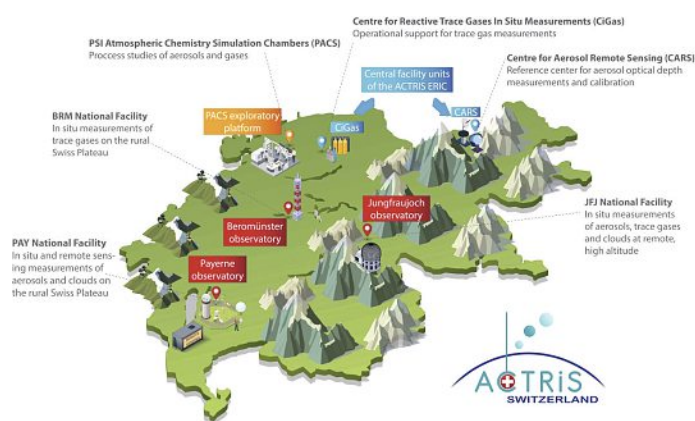 Centre for Reactive Trace Gases In Situ Measurements (CiGas)
Operational support for trace gas measurements
PSI Atmospheric Chemistry Simulation Chambers (PACS)
Proccess studies of aerosols and gases
Centre for Aerosol Remote Sensing (CARS)
Reference center for aerosol optical depth
measurements and calibration
Central facility units
of the ACTRIS ERIC
BRM National Facility
In situ measurements of
trace gases on the rural
Swiss Plateau
PACS exploratory
platform
CiGas
CARS
Jungfraujoch
observatory
JFJ National Facility
In situ measurements
of aerosols, trace gases
and clouds at remote,
high altitude
Beromünster
observatory
PAY National Facility
In situ and remote sens-
ing measurements of
aerosols and clouds on
the rural Swiss Plateau
Payerne
observatory
ACTRiS
SWITZERLAND